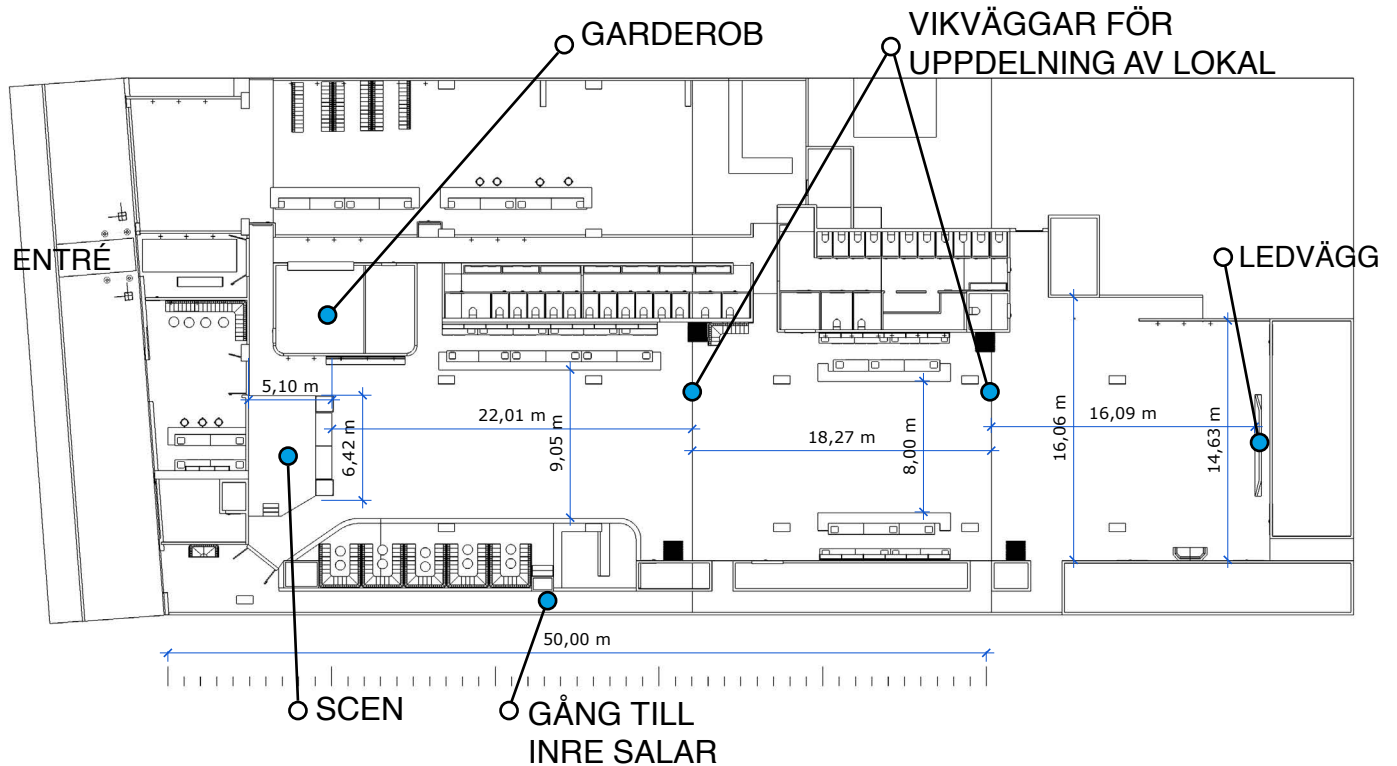 GARDEROB
VIKVÄGGAR FÖR
UPPDELNING AV LOKAL
ENTRÉ
LEDVÄGG
5,10 m
22,01 m
6,42 m
9,05 m
18,27 m
8,00 m
16,06 m
16,09 m
14,63 m
50,00 m
SCEN
GÅNG TILL
INRE SALAR